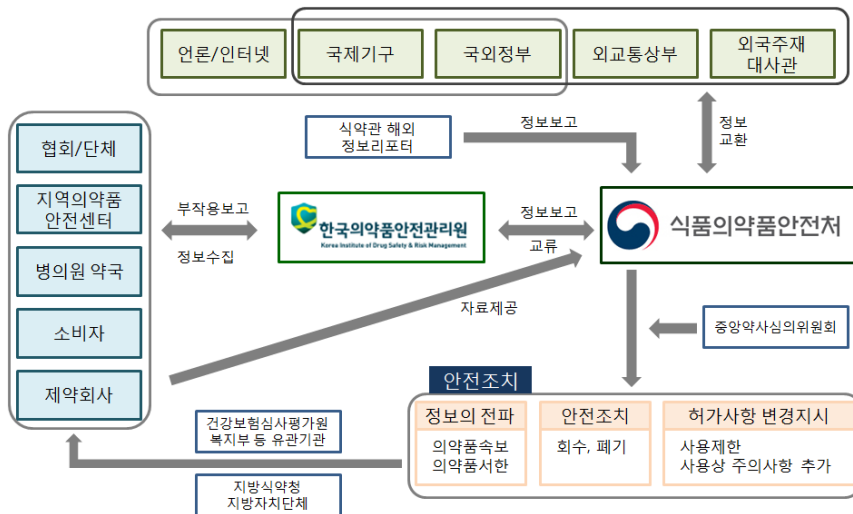 언론/인터넷
국제기구
국외정부
외교통상부
외국주재
대사관
식약관 해외
정보리포터
정보보고
정보
교환
협회/단체
지역의약품
안전센터
병의원 약국
소비자
제약회사
부작용보고
정보수집
한국의약품안전관리원
Korea Institute of Drug Safety & Risk Management
정보보고
교류
식품의약품안전처
자료제공
중앙약사심의위원회
안전조치
정보의 전파
의약품속보
의약품서한
안전조치
회수, 폐기
허가사항 변경지시
사용제한
사용상 주의사항 추가
건강보험심사평가원
복지부 등 유관기관
지방식약청
지방자치단체